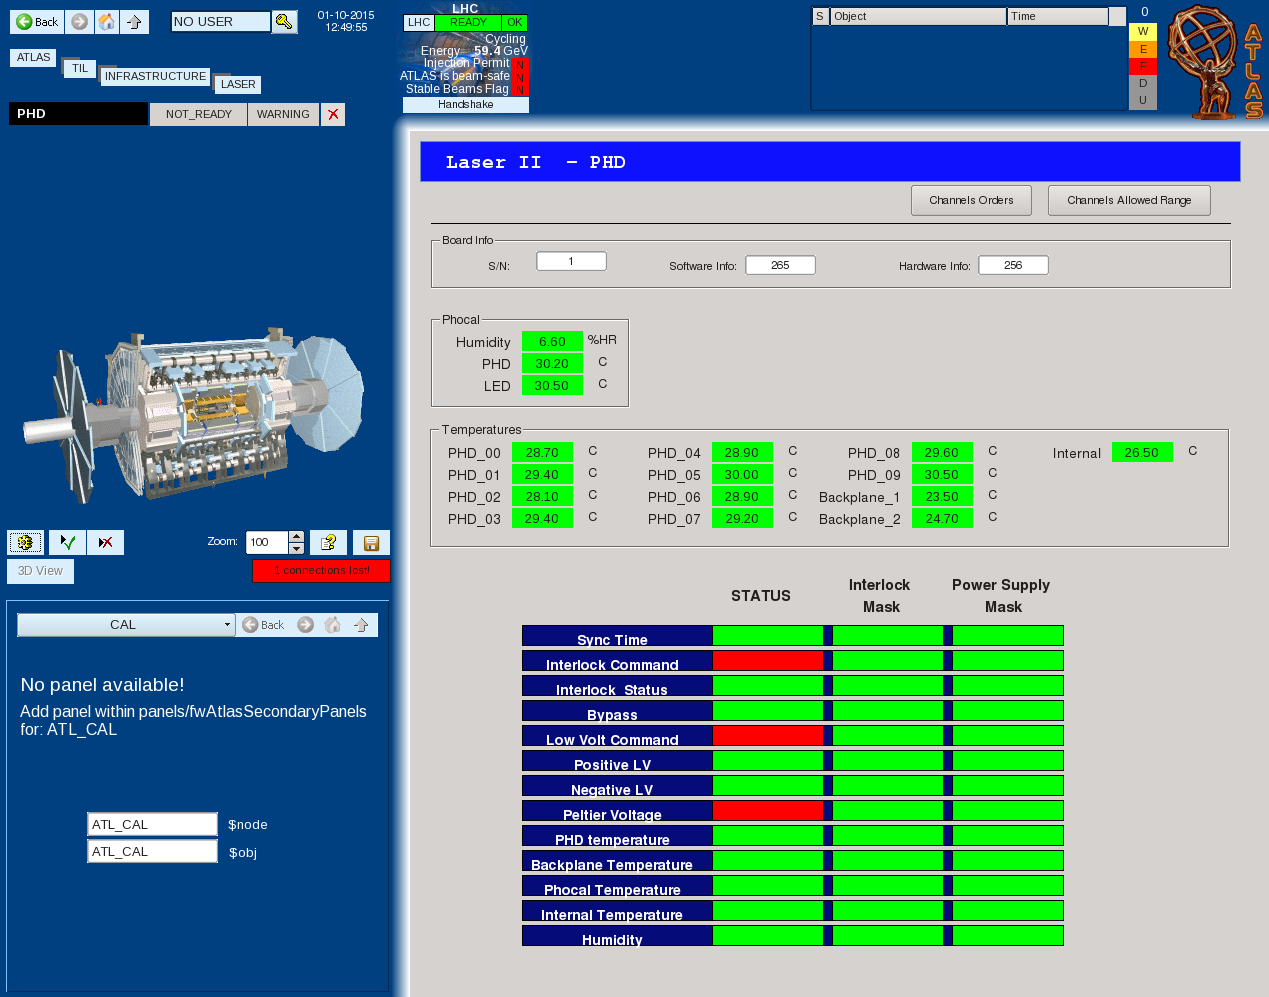 Back
NO USER
01-10-2015
12:49:55
ATLAS
TIL
INFRASTRUCTURE
LASER
PHD NOT_READY WARNING
LHC
LHC READY OK
Cycling
Energy 59.4 GeV
Injection Permit N
ATLAS is beam-safe N
Stable Beams Flag N
Handshake
S Object Time
0
W
E
F
D
U
ATLAS
Laser II - PHD
Channels Orders Channels Allowed Range
Board Info
S/N: 1 Software Info: 265 Hardware Info: 256
Phocal
Humidity 6.60 %HR
PHD 30.20 C
LED 30.50 C
Temperatures
PHD_00 28.70 C PHD_04 28.90 C PHD_08 29.60 C Internal 26.50 C
PHD_01 29.40 C PHD_05 30.00 C PHD_09 30.50 C
PHD_02 28.10 C PHD_06 28.90 C Backplane_1 23.50 C
PHD_03 29.40 C PHD_07 29.20 C Backplane_2 24.70 C
Zoom: 100
3D View
1 connections lost!
CAL
Back
No panel available!
Add panel within panels/fwAtlasSecondaryPanels
for: ATL_CAL
ATL_CAL $node
ATL_CAL $obj
STATUS Interlock Mask Power Supply Mask
Sync Time
Interlock Command
Interlock Status
Bypass
Low Volt Command
Positive LV
Negative LV
Peltier Voltage
PHD temperature
Backplane Temperature
Phocal Temperature
Internal Temperature
Humidity